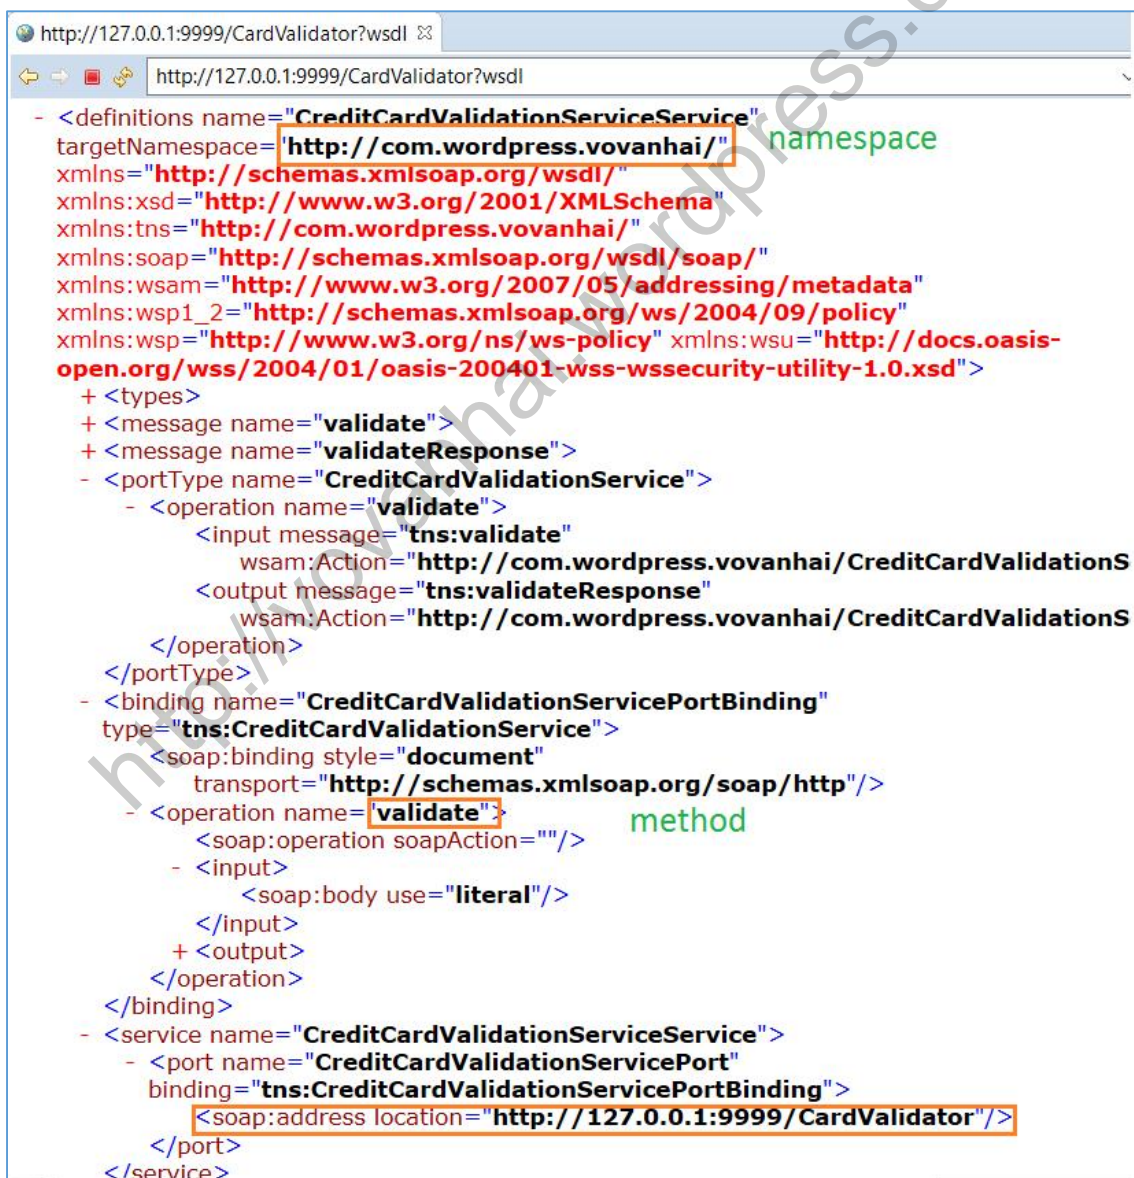 http://127.0.0.1:9999/CardValidator?wsdl
http://127.0.0.1:9999/CardValidator?wsdl
- <definitions name="CreditCardValidationServiceService"
targetNamespace="http://com.wordpress.vovanhai/" namespace
xmlns="http://schemas.xmlsoap.org/wsdl/"
xmlns:xsd="http://www.w3.org/2001/XMLSchema"
xmlns:tns="http://com.wordpress.vovanhai/"
xmlns:soap="http://schemas.xmlsoap.org/wsdl/soap/"
xmlns:wsam="http://www.w3.org/2007/05/addressing/metadata"
xmlns:wsp1_2="http://schemas.xmlsoap.org/ws/2004/09/policy"
xmlns:wsp="http://www.w3.org/ns/ws-policy" xmlns:wsu="http://docs.oasis-
open.org/wss/2004/01/oasis-200401-wss-wssecurity-utility-1.0.xsd">
+ <types>
+ <message name="validate">
+ <message name="validateResponse">
- <portType name="CreditCardValidationService">
- <operation name="validate">
<input message="tns:validate"
wsam:Action="http://com.wordpress.vovanhai/CreditCardValidationS
<output message="tns:validateResponse"
wsam:Action="http://com.wordpress.vovanhai/CreditCardValidationS
</operation>
</portType>
- <binding name="CreditCardValidationServicePortBinding"
type="tns:CreditCardValidationService">
<soap:binding style="document"
transport="http://schemas.xmlsoap.org/soap/http"/>
- <operation name="validate"> method
<soap:operation soapAction=""/>
- <input>
<soap:body use="literal"/>
</input>
+ <output>
</operation>
</binding>
- <service name="CreditCardValidationServiceService">
- <port name="CreditCardValidationServicePort"
binding="tns:CreditCardValidationServicePortBinding">
<soap:address location="http://127.0.0.1:9999/CardValidator"/>
</port>
</service>
http://vovanhai.wordpress.